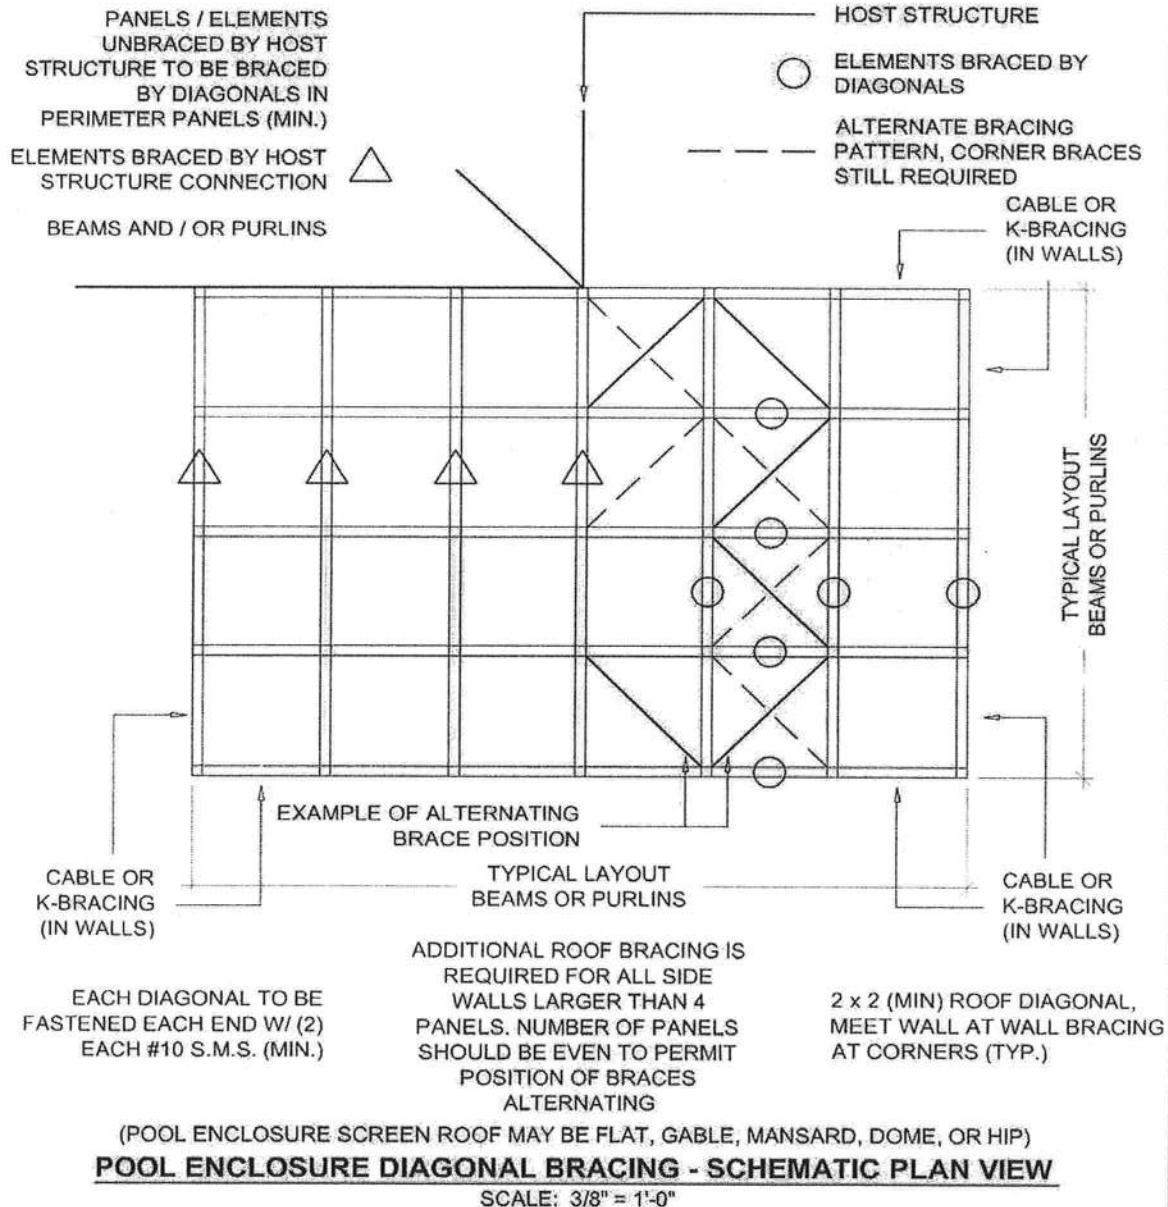 PANELS / ELEMENTS
UNBRACED BY HOST
STRUCTURE TO BE BRACED
BY DIAGONALS IN
PERIMETER PANELS (MIN.)
ELEMENTS BRACED BY HOST
STRUCTURE CONNECTION
BEAMS AND / OR PURLINS
HOST STRUCTURE
ELEMENTS BRACED BY
DIAGONALS
ALTERNATE BRACING
PATTERN, CORNER BRACES
STILL REQUIRED
CABLE OR
K-BRACING
(IN WALLS)
TYPICAL LAYOUT
BEAMS OR PURLINS
EXAMPLE OF ALTERNATING
BRACE POSITION
TYPICAL LAYOUT
BEAMS OR PURLINS
CABLE OR
K-BRACING
(IN WALLS)
CABLE OR
K-BRACING
(IN WALLS)
EACH DIAGONAL TO BE
FASTENED EACH END W/ (2)
EACH #10 S.M.S. (MIN.)
ADDITIONAL ROOF BRACING IS
REQUIRED FOR ALL SIDE
WALLS LARGER THAN 4
PANELS. NUMBER OF PANELS
SHOULD BE EVEN TO PERMIT
POSITION OF BRACES
ALTERNATING
2 x 2 (MIN) ROOF DIAGONAL,
MEET WALL AT WALL BRACING
AT CORNERS (TYP.)
(POOL ENCLOSURE SCREEN ROOF MAY BE FLAT, GABLE, MANSARD, DOME, OR HIP)
POOL ENCLOSURE DIAGONAL BRACING - SCHEMATIC PLAN VIEW
SCALE: 3/8" = 1'-0"